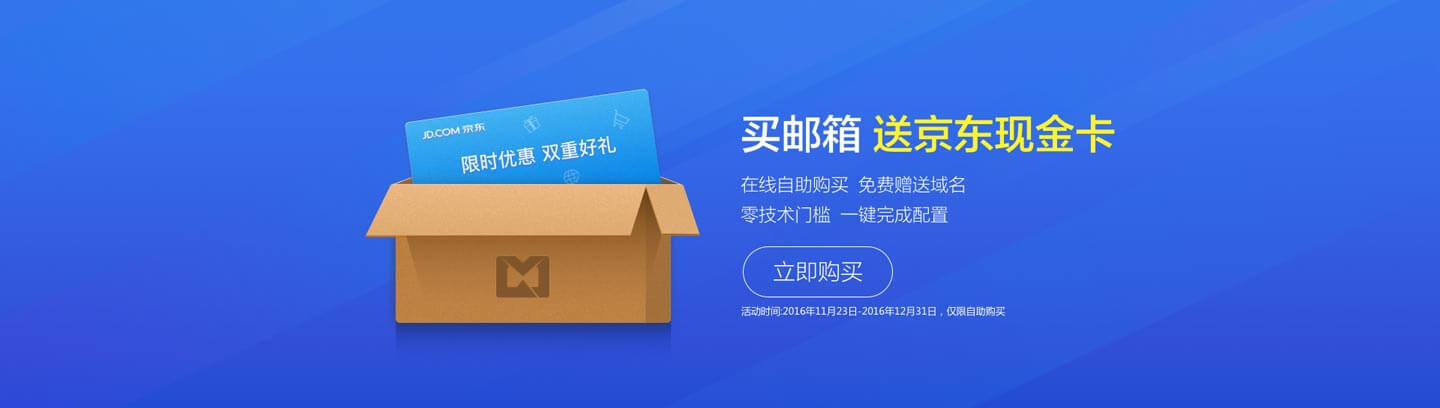 JD.COM 京东
限时优惠 双重好礼
买邮箱 送京东现金卡
在线自助购买 免费赠送域名
零技术门槛 一键完成配置
立即购买
活动时间:2016年11月23日-2016年12月31日，仅限自助购买